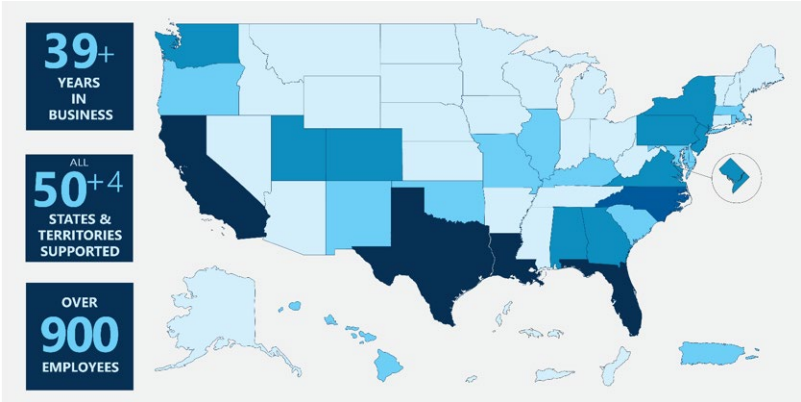 39+
YEARS
IN
BUSINESS
ALL
50+4
STATES &
TERRITORIES
SUPPORTED
OVER
900
EMPLOYEES